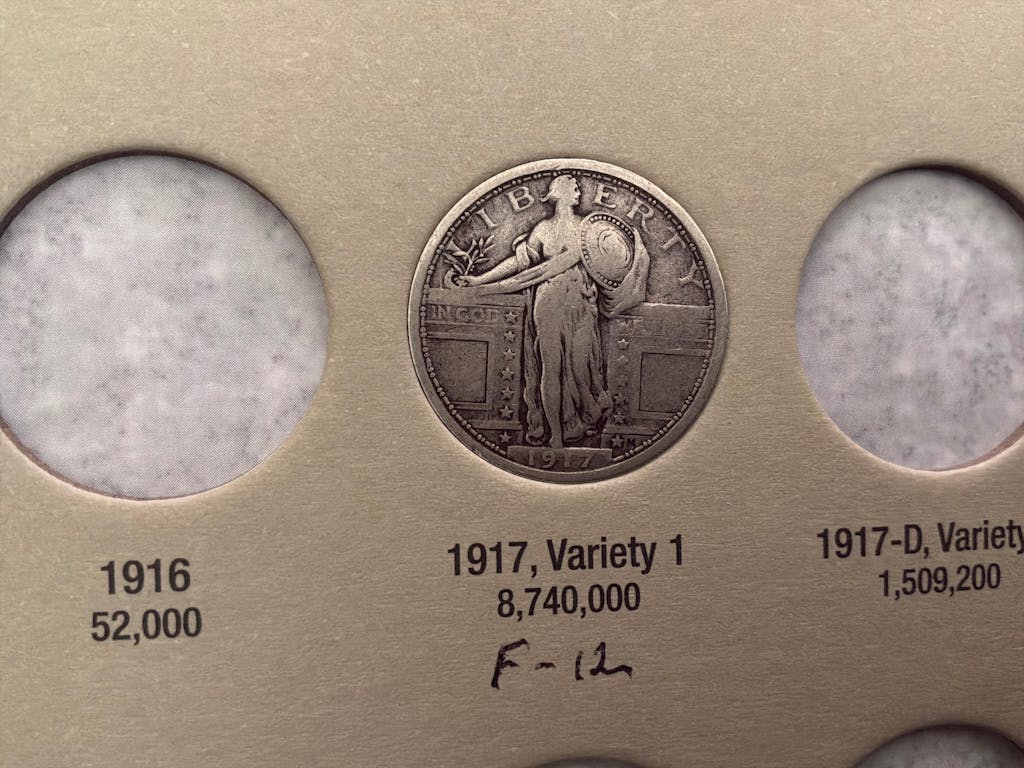 LIBERTY
IN GOD
1917
1916
52,000
1917, Variety 1
8,740,000
F-12
1917-D, Variety
1,509,200